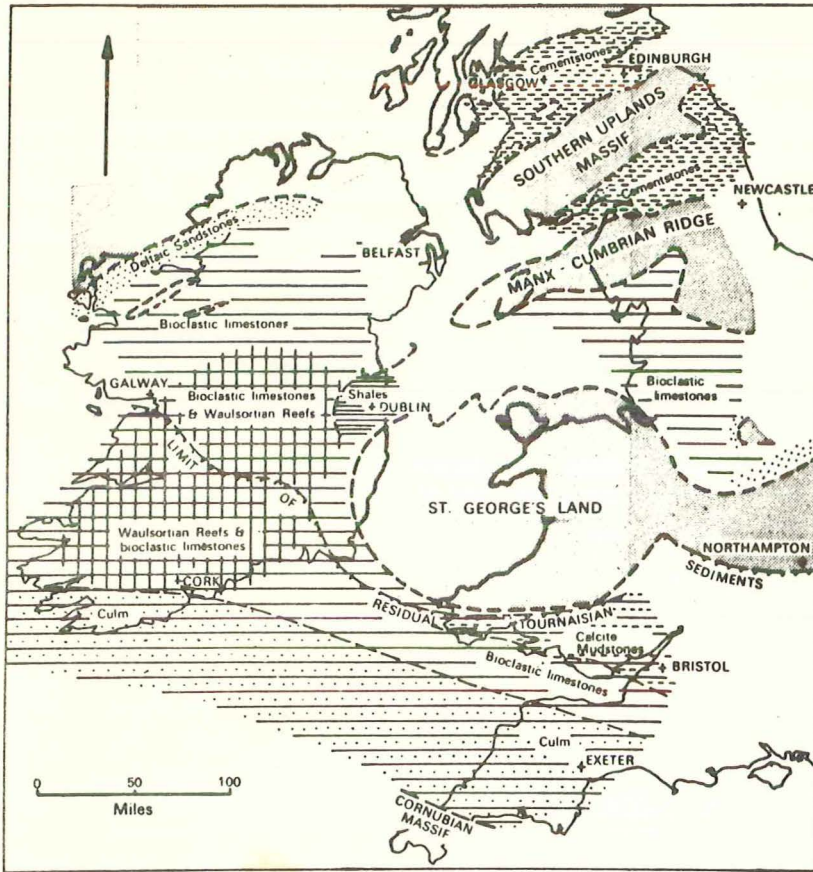 EDINBURGH
Cementstones
GLASGOW
SOUTHERN UPLANDS
MASSIF
Cementstones
NEWCASTLE
Deltaic Sandstones
BELFAST
MANX - CUMBRIAN RIDGE
Bioclastic limestones
GALWAY
Bioclastic limestones
& Waulsortian Reefs
Shales
DUBLIN
Bioclastic
limestones
LIMIT
OF
ST. GEORGE'S LAND
Waulsortian Reefs &
bioclastic limestones
NORTHAMPTON
SEDIMENTS
CORK
RESIDUAL
TOURNAISIAN
Culm
Calcite
Mudstones
BRISTOL
Bioclastic limestones
Culm
EXETER
0 50 100
Miles
CORNUBIAN
MASSIF